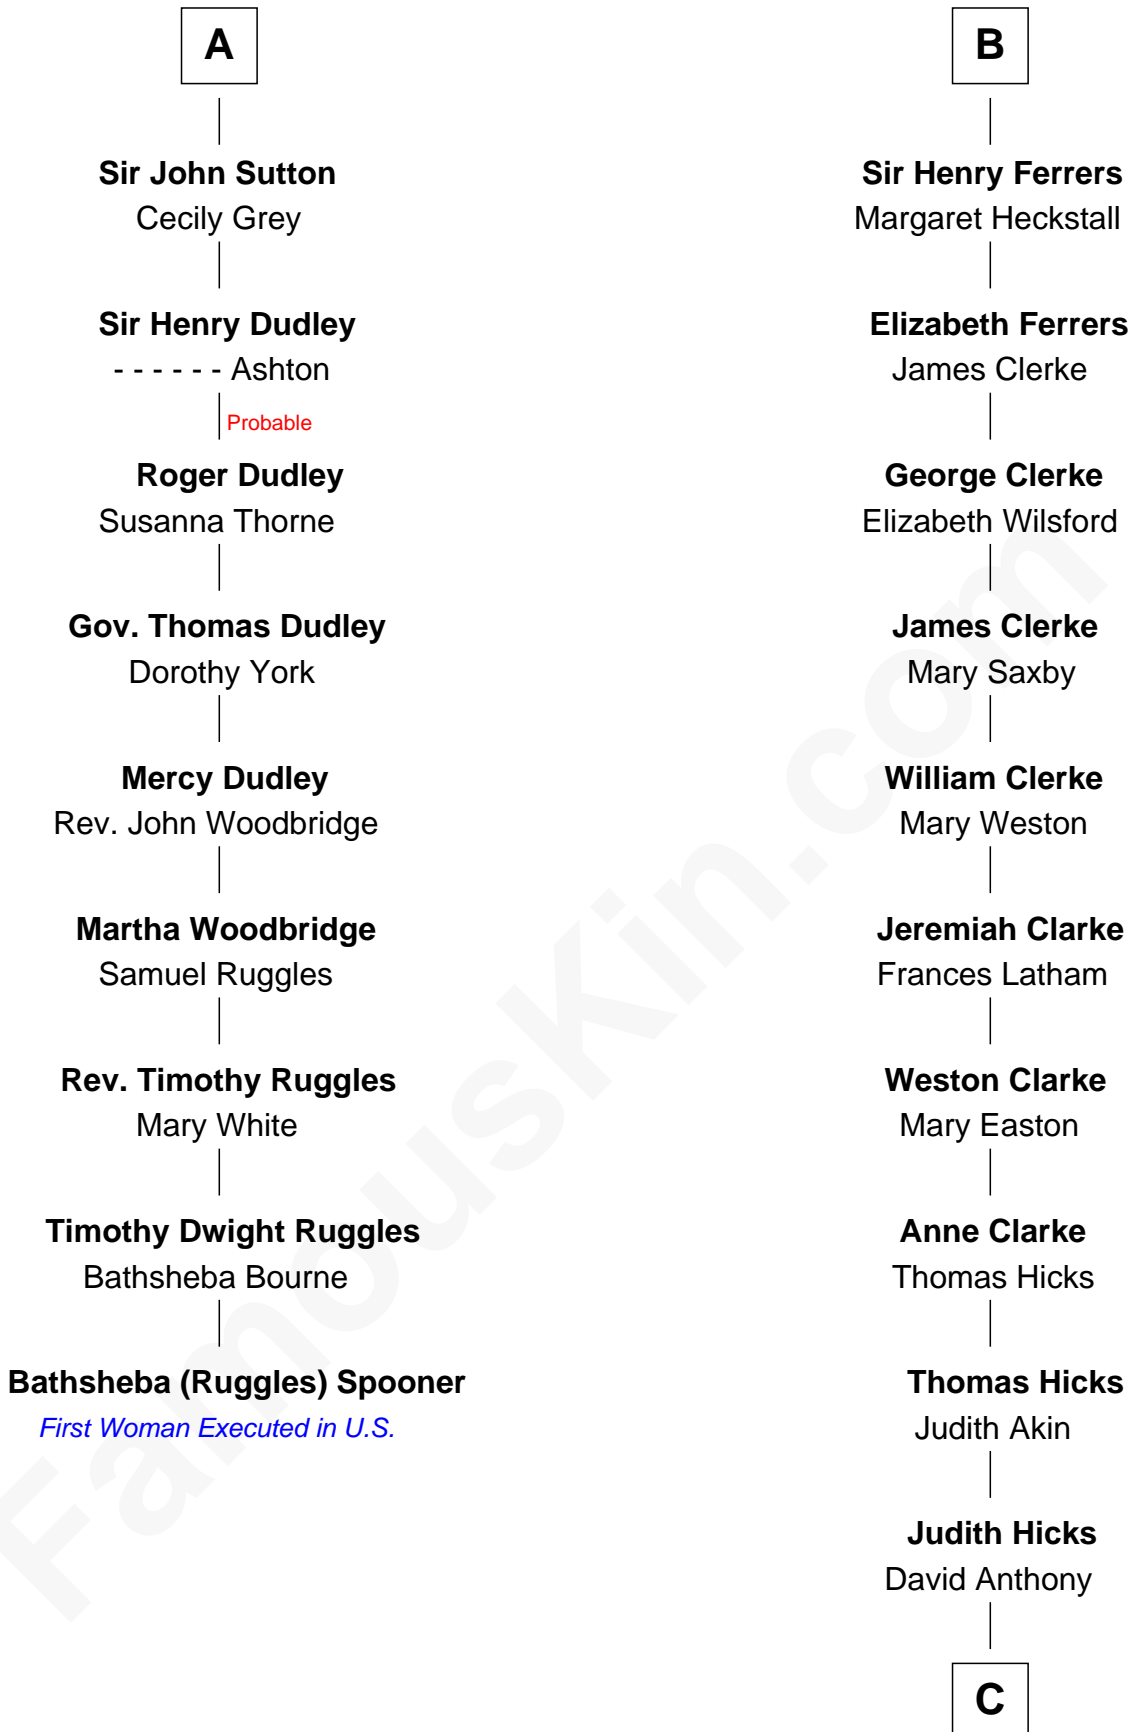 A
Sir John Sutton
Cecily Grey
Sir Henry Dudley
- - - - - - Ashton
Probable
Roger Dudley
Susanna Thorne
Gov. Thomas Dudley
Dorothy York
Mercy Dudley
Rev. John Woodbridge
Martha Woodbridge
Samuel Ruggles
Rev. Timothy Ruggles
Mary White
Timothy Dwight Ruggles
Bathsheba Bourne
Bathsheba (Ruggles) Spooner
First Woman Executed in U.S.
B
Sir Henry Ferrers
Margaret Heckstall
Elizabeth Ferrers
James Clerke
George Clerke
Elizabeth Wilsford
James Clerke
Mary Saxby
William Clerke
Mary Weston
Jeremiah Clarke
Frances Latham
Weston Clarke
Mary Easton
Anne Clarke
Thomas Hicks
Thomas Hicks
Judith Akin
Judith Hicks
David Anthony
C
FamousKin.com